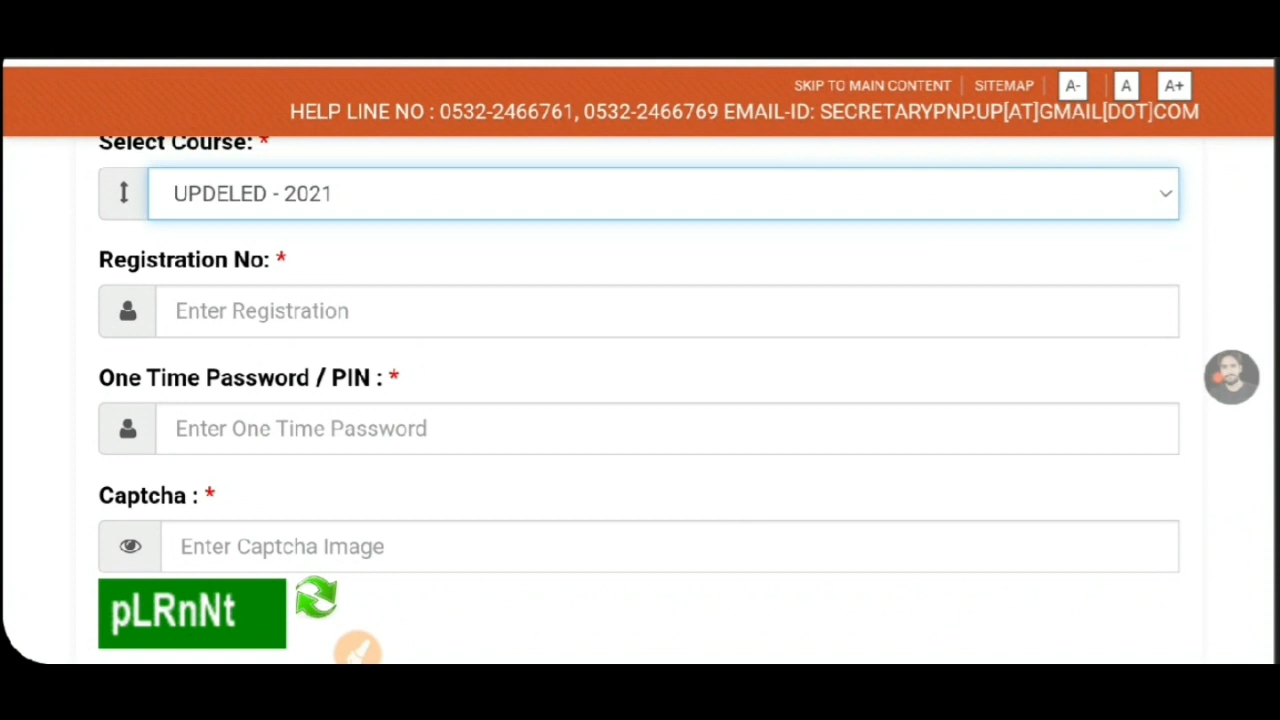 SKIP TO MAIN CONTENT SITEMAP A- A A+
HELP LINE NO : 0532-2466761, 0532-2466769 EMAIL-ID: SECRETARYPNP.UP[AT]GMAIL[DOT]COM
Select Course: *
UPDELED - 2021
Registration No: *
Enter Registration
One Time Password / PIN : *
Enter One Time Password
Captcha : *
Enter Captcha Image
pLRnNt